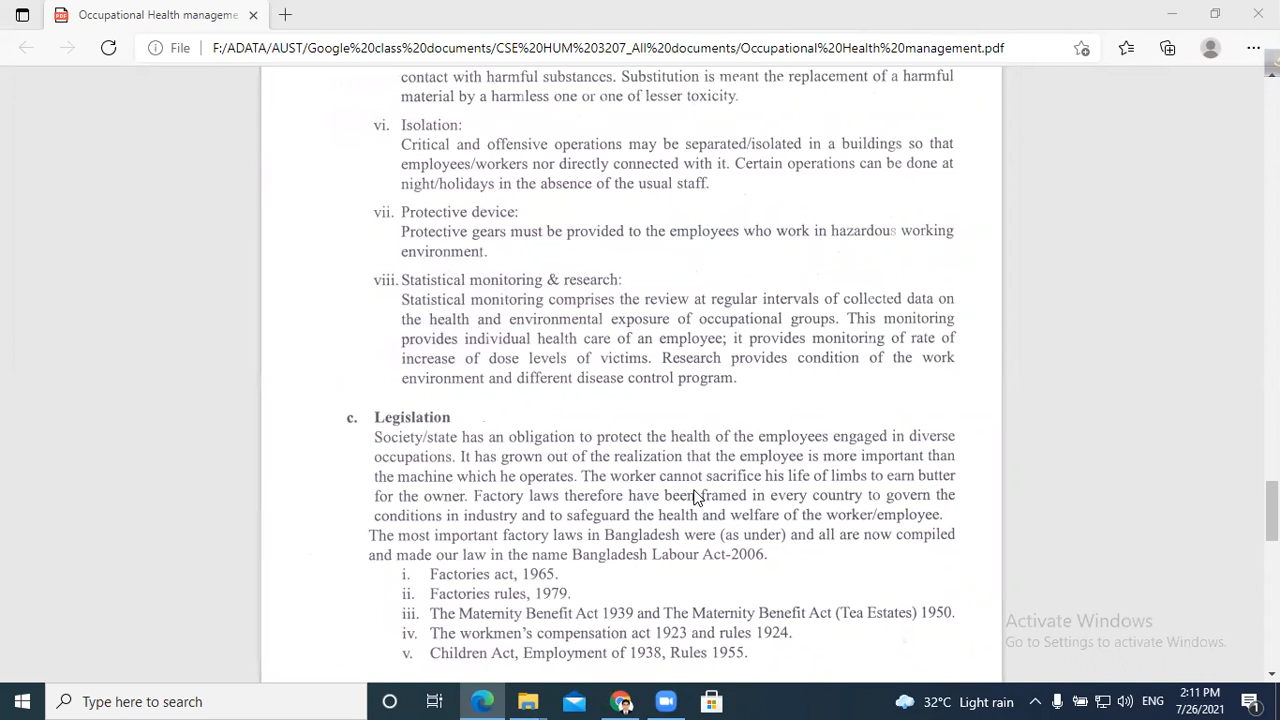 Occupational Health manageme
File
F:/ADATA/AUST/Google%20class%20documents/CSE%20HUM%203207_All%20documents/Occupational%20Health%20management.pdf
contact with harmful substances. Substitution is meant the replacement of a harmful
material by a harmless one or one of lesser toxicity.
vi. Isolation:
Critical and offensive operations may be separated/isolated in a buildings so that
employees/workers nor directly connected with it. Certain operations can be done at
night/holidays in the absence of the usual staff.
vii. Protective device:
Protective gears must be provided to the employees who work in hazardous working
environment.
viii. Statistical monitoring & research:
Statistical monitoring comprises the review at regular intervals of collected data on
the health and environmental exposure of occupational groups. This monitoring
provides individual health care of an employee; it provides monitoring of rate of
increase of dose levels of victims. Research provides condition of the work
environment and different disease control program.
c. Legislation
Society/state has an obligation to protect the health of the employees engaged in diverse
occupations. It has grown out of the realization that the employee is more important than
the machine which he operates. The worker cannot sacrifice his life of limbs to earn butter
for the owner. Factory laws therefore have been framed in every country to govern the
conditions in industry and to safeguard the health and welfare of the worker/employee.
The most important factory laws in Bangladesh were (as under) and all are now compiled
and made our law in the name Bangladesh Labour Act-2006.
i. Factories act, 1965.
ii. Factories rules, 1979.
iii. The Maternity Benefit Act 1939 and The Maternity Benefit Act (Tea Estates) 1950.
iv. The workmen's compensation act 1923 and rules 1924.
v. Children Act, Employment of 1938, Rules 1955.
Activate Windows
Go to Settings to activate Windows.
Type here to search
32°C Light rain
ENG
2:11 PM
7/26/2021
1